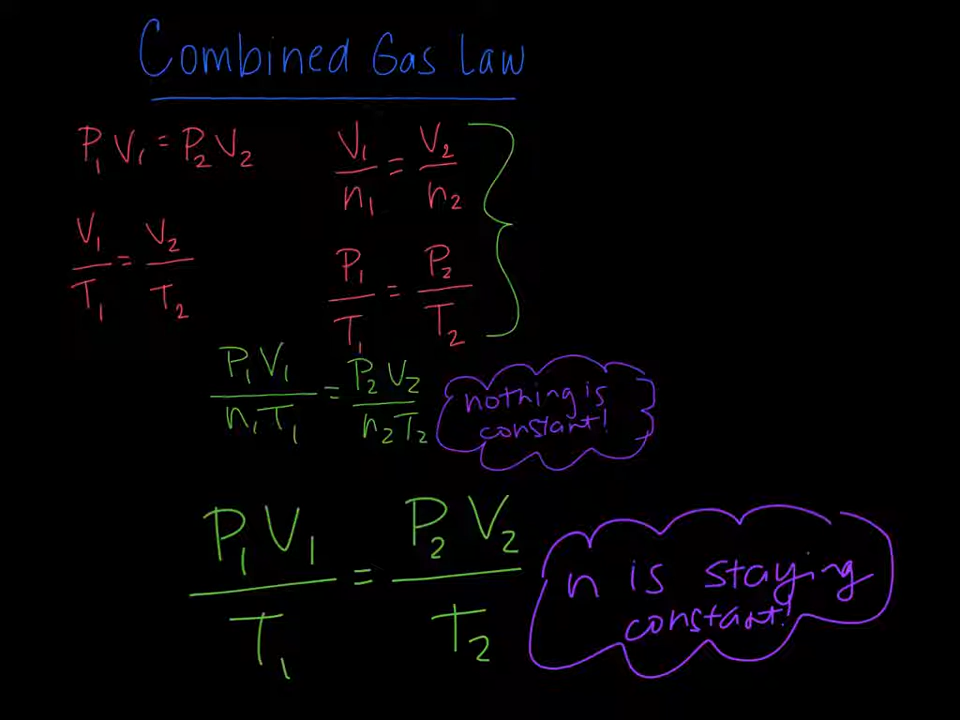 Combined Gas Law
P₁V₁ = P₂V₂
V₁/n₁ = V₂/n₂
V₁/T₁ = V₂/T₂
P₁/T₁ = P₂/T₂
P₁V₁/n₁T₁ = P₂V₂/n₂T₂
nothing is
constant!
P₁V₁/T₁ = P₂V₂/T₂
n is staying
constant!